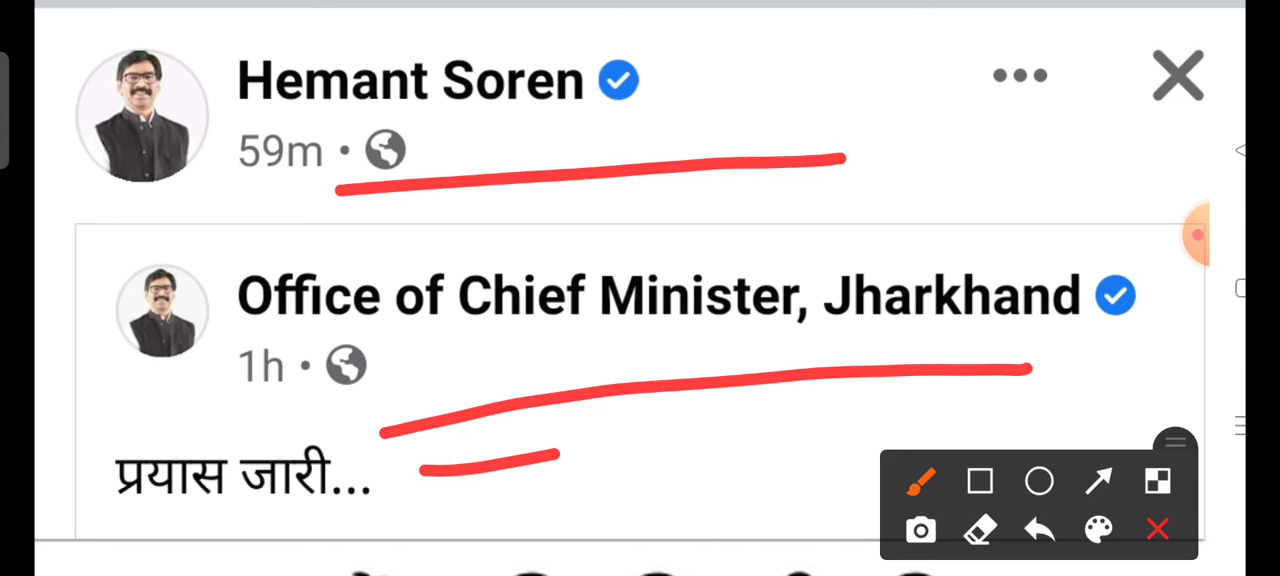 Hemant Soren
59m •
Office of Chief Minister, Jharkhand
1h •
प्रयास जारी...